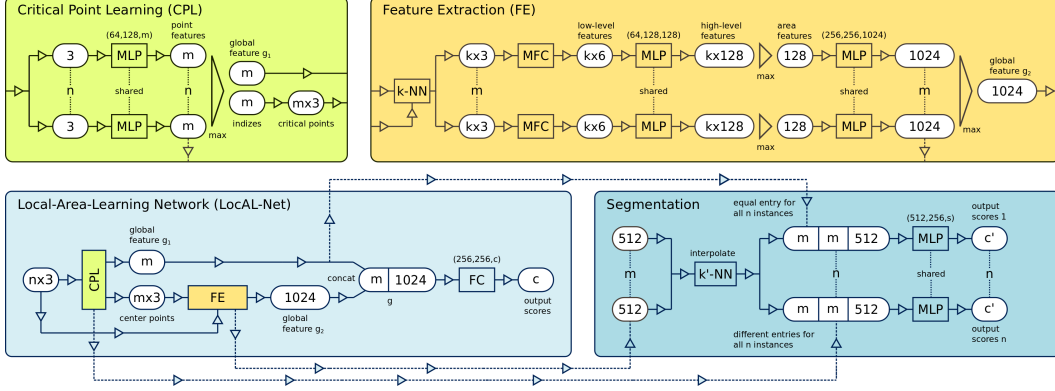 Critical Point Learning (CPL)
(64,128,m)
point
features
global
feature g1
3
MLP
m
m
n
shared
n
m
mx3
3
MLP
m
max
indizes
critical points
Feature Extraction (FE)
low-level
features
(64,128,128)
high-level
features
area
features
(256,256,1024)
kx3
MFC
kx6
MLP
kx128
128
MLP
1024
max
global
feature g2
k-NN
m
shared
shared
m
1024
kx3
MFC
kx6
MLP
kx128
128
MLP
1024
max
max
Local-Area-Learning Network (LocAL-Net)
global
feature g1
m
nx3
CPL
concat
(256,256,c)
m
1024
FC
c
g
output
scores
mx3
FE
1024
center points
global
feature g2
Segmentation
equal entry for
all n instances
(512,256,s)
output
scores 1
512
m
m
512
MLP
c'
interpolate
m
k'-NN
n
shared
n
512
m
m
512
MLP
c'
different entries for
all n instances
output
scores n